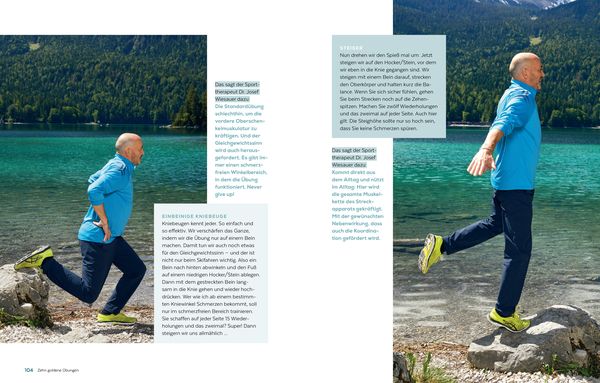 Das sagt der Sport-
therapeut Dr. Josef
Wiesauer dazu:
Die Standardübung
schlechthin, um die
vordere Oberschen-
kelmuskulatur zu
kräftigen. Und der
Gleichgewichtssinn
wird auch heraus-
gefordert. Es gibt im-
mer einen schmerz-
freien Winkelbereich,
in dem die Übung
funktioniert. Never
give up!
EINBEINIGE KNIEBEUGE
Kniebeugen kennt jeder. So einfach und
so effektiv. Wir verschärfen das Ganze,
indem wir die Übung nur auf einem Bein
machen. Damit tun wir auch noch etwas
für den Gleichgewichtssinn – und der ist
nicht nur beim Skifahren wichtig. Also ein
Bein nach hinten abwinkeln und den Fuß
auf einem niedrigen Hocker/Stein ablegen.
Dann mit dem gestreckten Bein lang-
sam in die Knie gehen und wieder hoch-
drücken. Wer wie ich ab einem bestimm-
ten Kniewinkel Schmerzen bekommt, soll
nur im schmerzfreien Bereich trainieren.
Sie schaffen auf jeder Seite 15 Wieder-
holungen und das zweimal? Super! Dann
steigern wir uns allmählich ...
104 Zehn goldene Übungen
STEIGER
Nun drehen wir den Spieß mal um: Jetzt
steigen wir auf den Hocker/Stein, vor dem
wir eben in die Knie gegangen sind. Wir
steigen mit einem Bein darauf, strecken
den Oberkörper und halten kurz die Ba-
lance. Wenn Sie sich sicher fühlen, gehen
Sie beim Strecken noch auf die Zehen-
spitzen. Machen Sie zwölf Wiederholungen
und das zweimal auf jeder Seite. Auch hier
gilt: Die Steighöhe sollte nur so hoch sein,
dass Sie keine Schmerzen spüren.
Das sagt der Sport-
therapeut Dr. Josef
Wiesauer dazu:
Kommt direkt aus
dem Alltag und nützt
im Alltag. Hier wird
die gesamte Muskel-
kette des Streck-
apparats gekräftigt.
Mit der gewünschten
Nebenwirkung, dass
auch die Koordina-
tion gefördert wird.